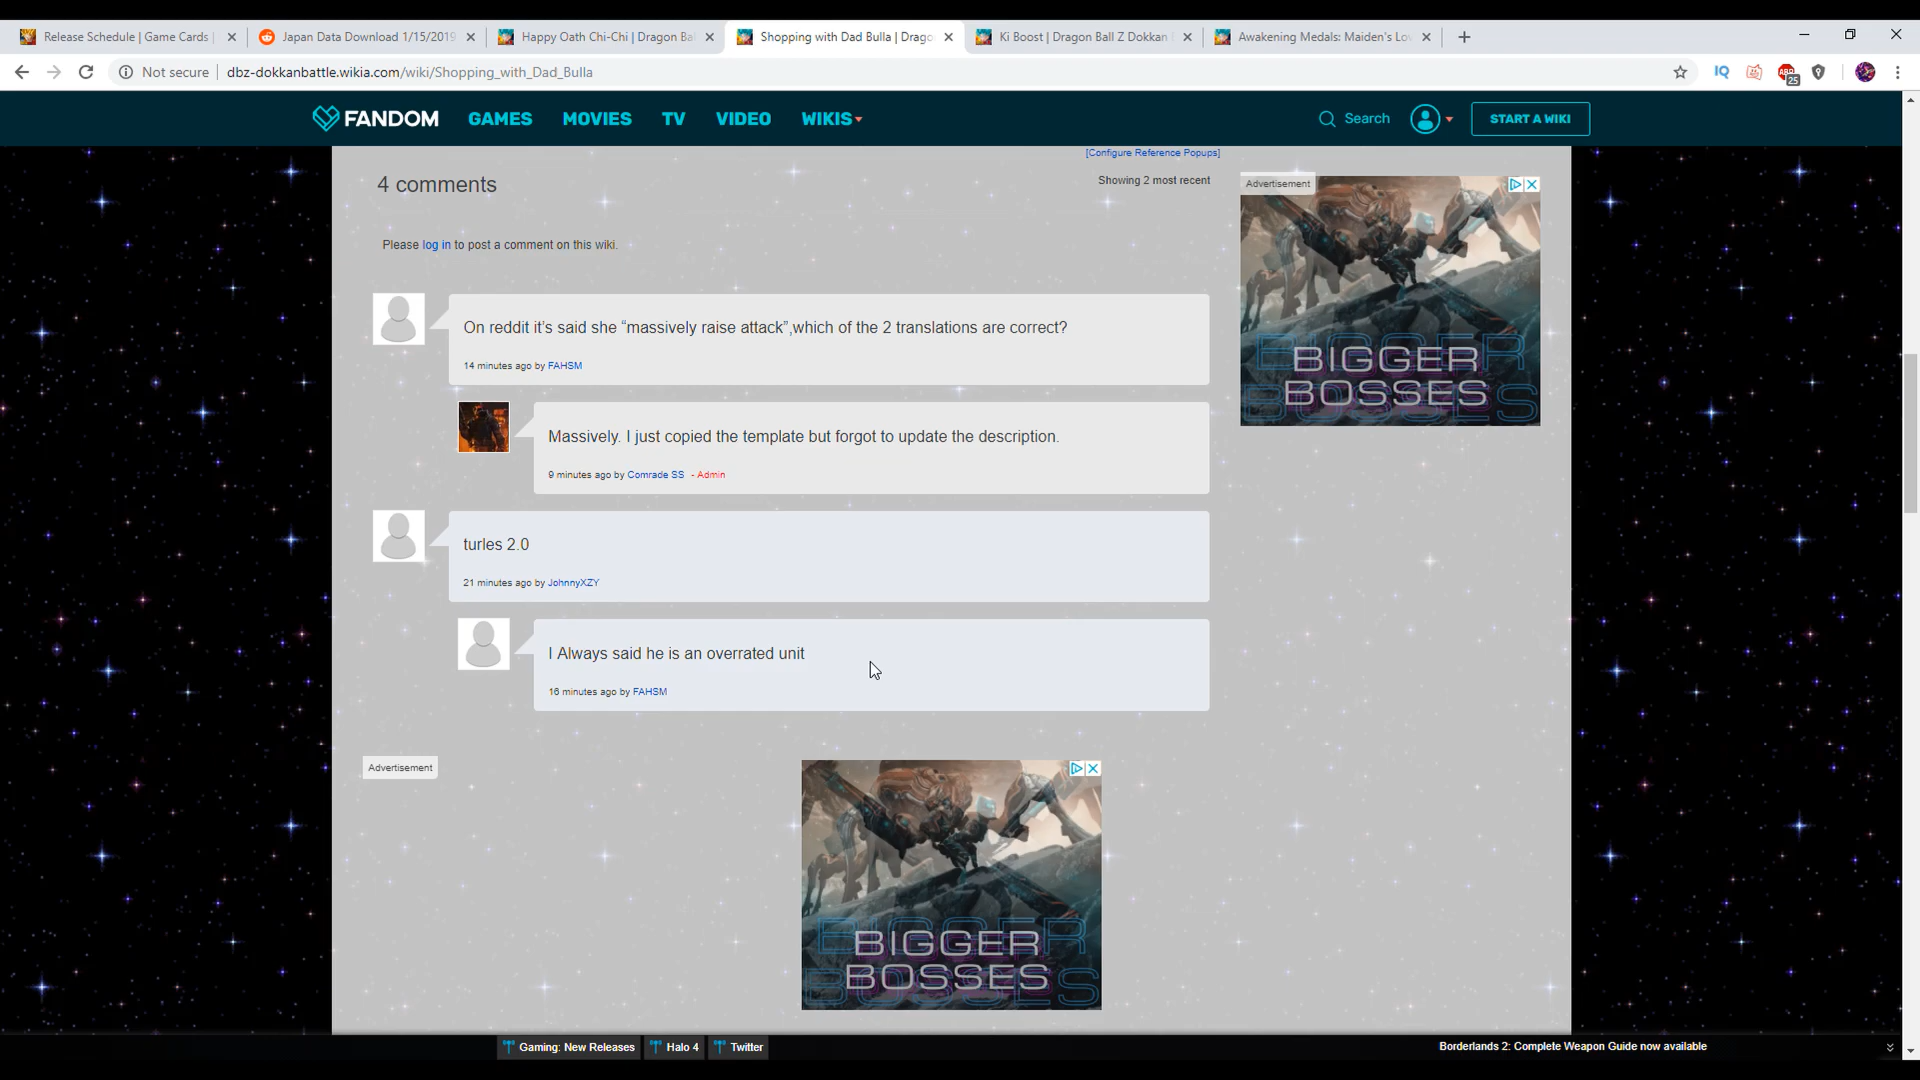 Release Schedule | Game Cards |
Japan Data Download 1/15/2019
Happy Oath Chi-Chi | Dragon Ba
Shopping with Dad Bulla | Drago
Ki Boost | Dragon Ball Z Dokkan
Awakening Medals: Maiden's Lo
Not secure
dbz-dokkanbattle.wikia.com/wiki/Shopping_with_Dad_Bulla
IQ
ABP
25
FANDOM
GAMES
MOVIES
TV
VIDEO
WIKIS
Search
START A WIKI
[Configure Reference Popups]
4 comments
Showing 2 most recent
Advertisement
Please log in to post a comment on this wiki.
On reddit it’s said she “massively raise attack”,which of the 2 translations are correct?
14 minutes ago by FAHSM
BIGGER
BOSSES
Massively. I just copied the template but forgot to update the description.
9 minutes ago by Comrade SS - Admin
turles 2.0
21 minutes ago by JohnnyXZY
I Always said he is an overrated unit
16 minutes ago by FAHSM
Advertisement
BIGGER
BOSSES
Gaming: New Releases
Halo 4
Twitter
Borderlands 2: Complete Weapon Guide now available